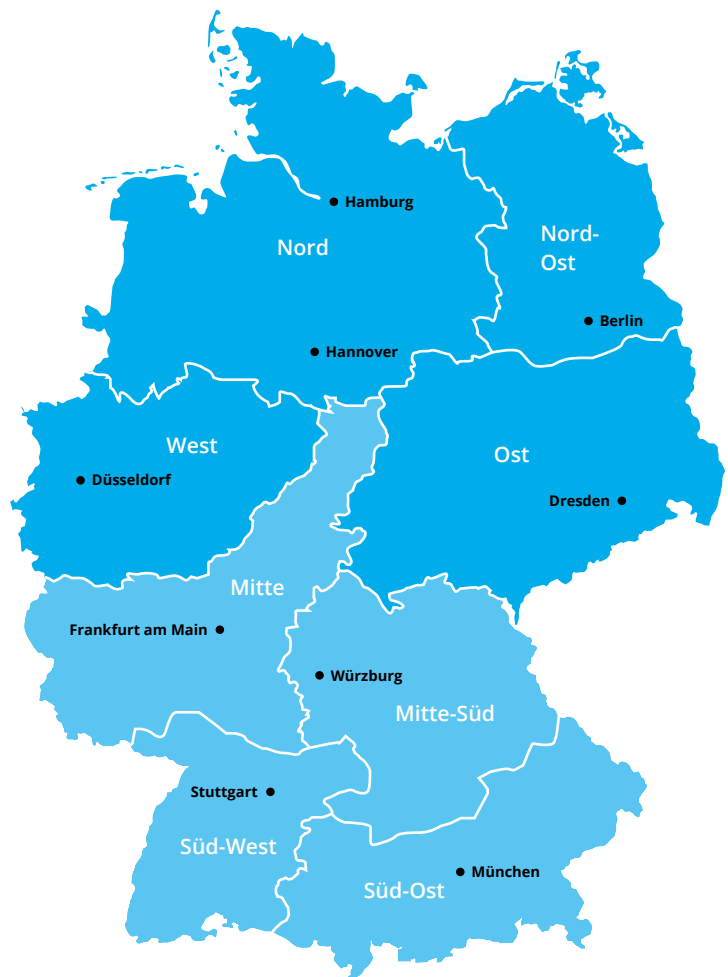 Hamburg
Nord
Nord-
Ost
Berlin
Hannover
West
Ost
Düsseldorf
Dresden
Mitte
Frankfurt am Main
Würzburg
Mitte-Süd
Stuttgart
Süd-West
München
Süd-Ost